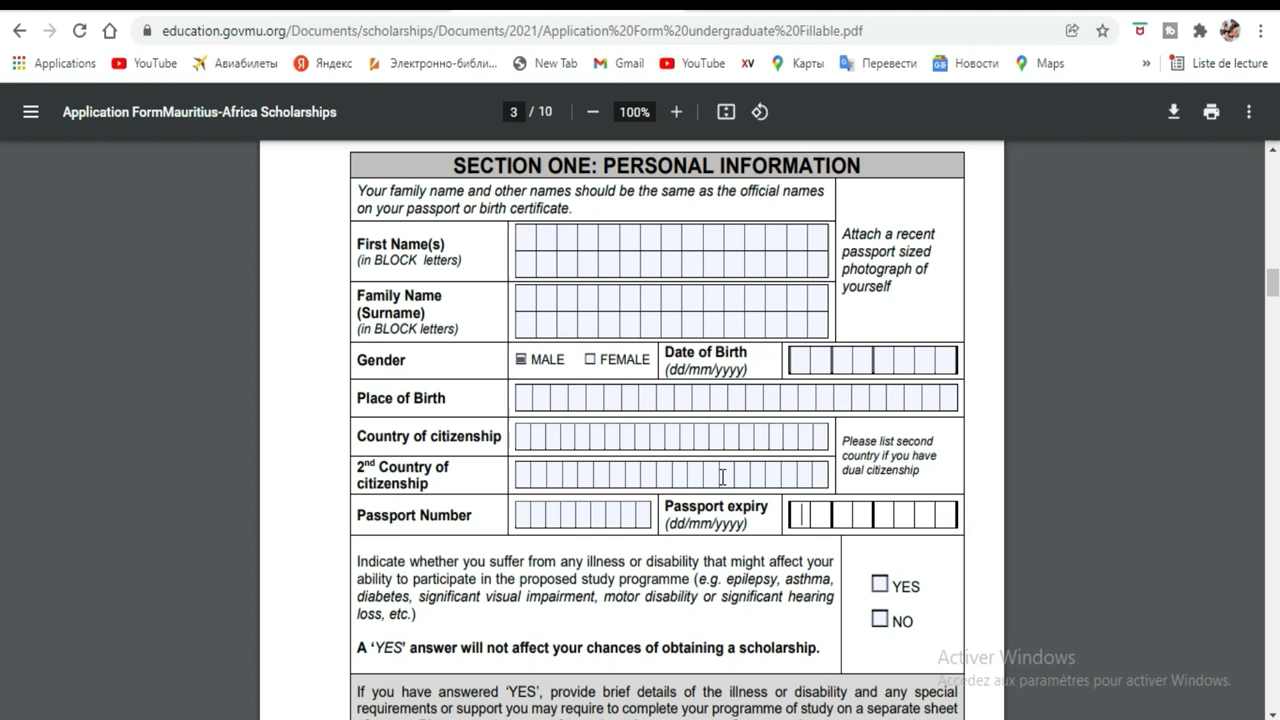 education.govmu.org/Documents/scholarships/Documents/2021/Application%20Form%20undergraduate%20Fillable.pdf
Applications YouTube Авиабилеты Яндекс Электронно-библи... New Tab Gmail YouTube XV Карты Перевести Новости Maps » Liste de lecture
Application FormMauritius-Africa Scholarships 3 / 10 − 100% +
SECTION ONE: PERSONAL INFORMATION
Your family name and other names should be the same as the official names
on your passport or birth certificate.
Attach a recent
passport sized
photograph of
yourself
First Name(s)
(in BLOCK letters)
Family Name
(Surname)
(in BLOCK letters)
Gender MALE FEMALE Date of Birth
(dd/mm/yyyy)
Place of Birth
Country of citizenship
Please list second
country if you have
dual citizenship
2nd Country of
citizenship
Passport Number Passport expiry
(dd/mm/yyyy)
Indicate whether you suffer from any illness or disability that might affect your
ability to participate in the proposed study programme (e.g. epilepsy, asthma,
diabetes, significant visual impairment, motor disability or significant hearing
loss, etc.)
YES
NO
A ‘YES’ answer will not affect your chances of obtaining a scholarship.
Activer Windows
Accédez aux paramètres pour activer Windows.
If you have answered ‘YES’, provide brief details of the illness or disability and any special
requirements or support you may require to complete your programme of study on a separate sheet